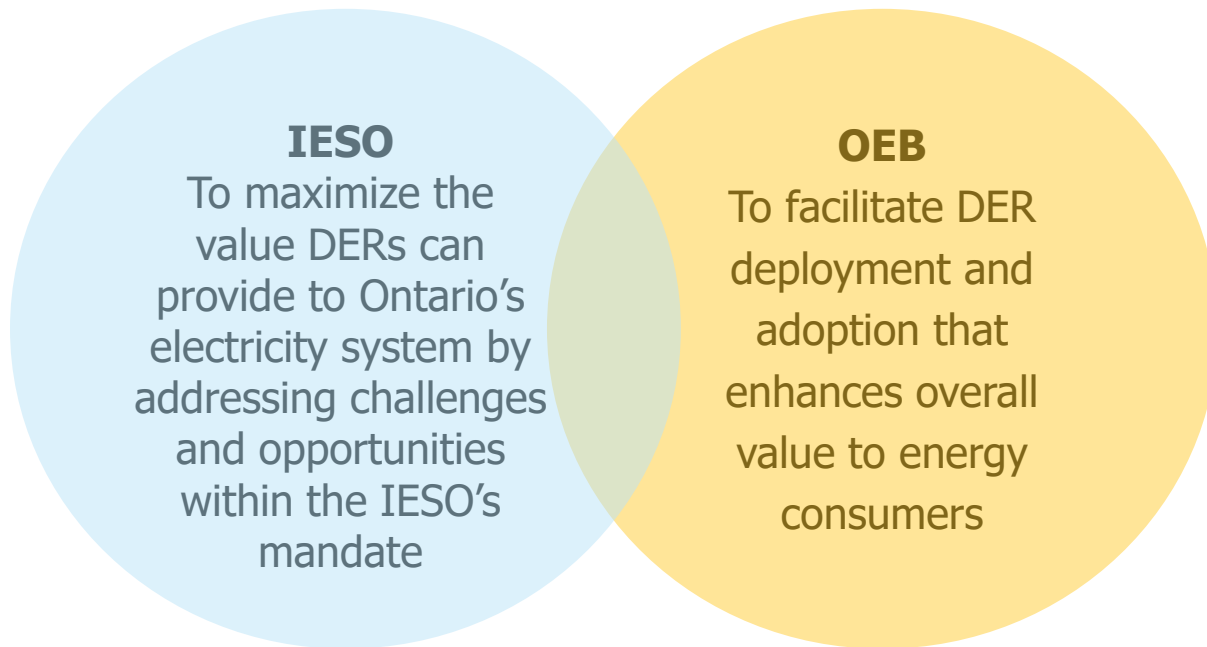 IESO
To maximize the
value DERs can
provide to Ontario’s
electricity system by
addressing challenges
and opportunities
within the IESO’s
mandate
OEB
To facilitate DER
deployment and
adoption that
enhances overall
value to energy
consumers